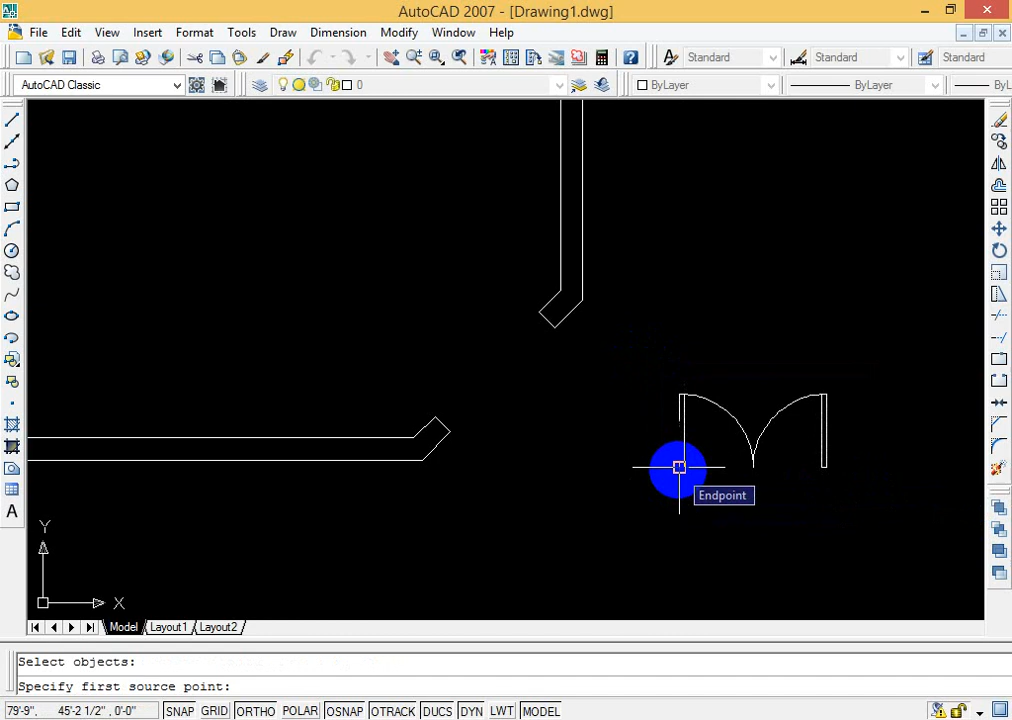 AutoCAD 2007 - [Drawing1.dwg]
File Edit View Insert Format Tools Draw Dimension Modify Window Help
Standard Standard Standard
AutoCAD Classic 0 ByLayer ByLayer ByL
Endpoint
Y
X
A
Model Layout1 Layout2
Select objects:
Specify first source point:
79'-9", 45'-2 1/2" , 0'-0" SNAP GRID ORTHO POLAR OSNAP OTRACK DUCS DYN LWT MODEL